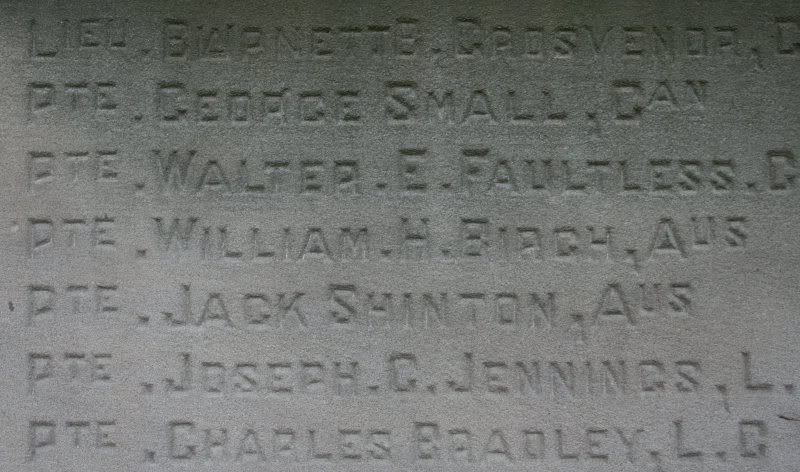 LIEU. BURNETT B. GROSVENOR, C
PTE. GEORGE SMALL, CAN
PTE. WALTER. E. FAULTLESS. C
PTE. WILLIAM. H. BIRCH, AUS
PTE. JACK SHINTON, AUS
PTE. JOSEPH. G. JENNINGS, L.
PTE. CHARLES BRADLEY, L. G